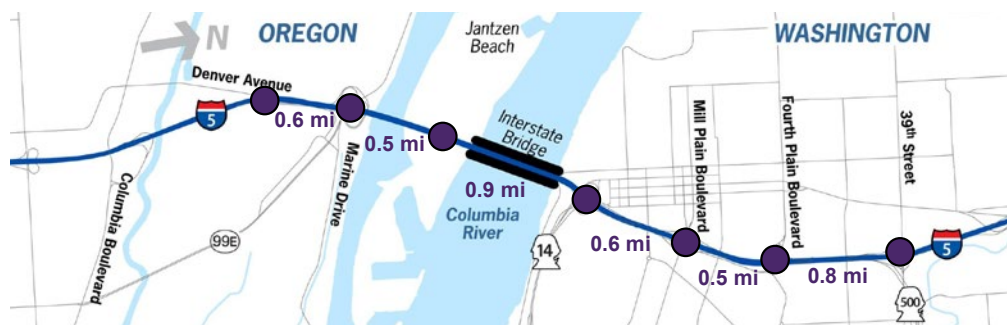 OREGON
Jantzen
Beach
WASHINGTON
N
Denver Avenue
5
0.6 mi
0.5 mi
Interstate
Bridge
0.9 mi
Columbia
River
Columbia Boulevard
99E
Marine Drive
14
0.6 mi
Mill Plain Boulevard
0.5 mi
Fourth Plain Boulevard
0.8 mi
39th Street
5
500